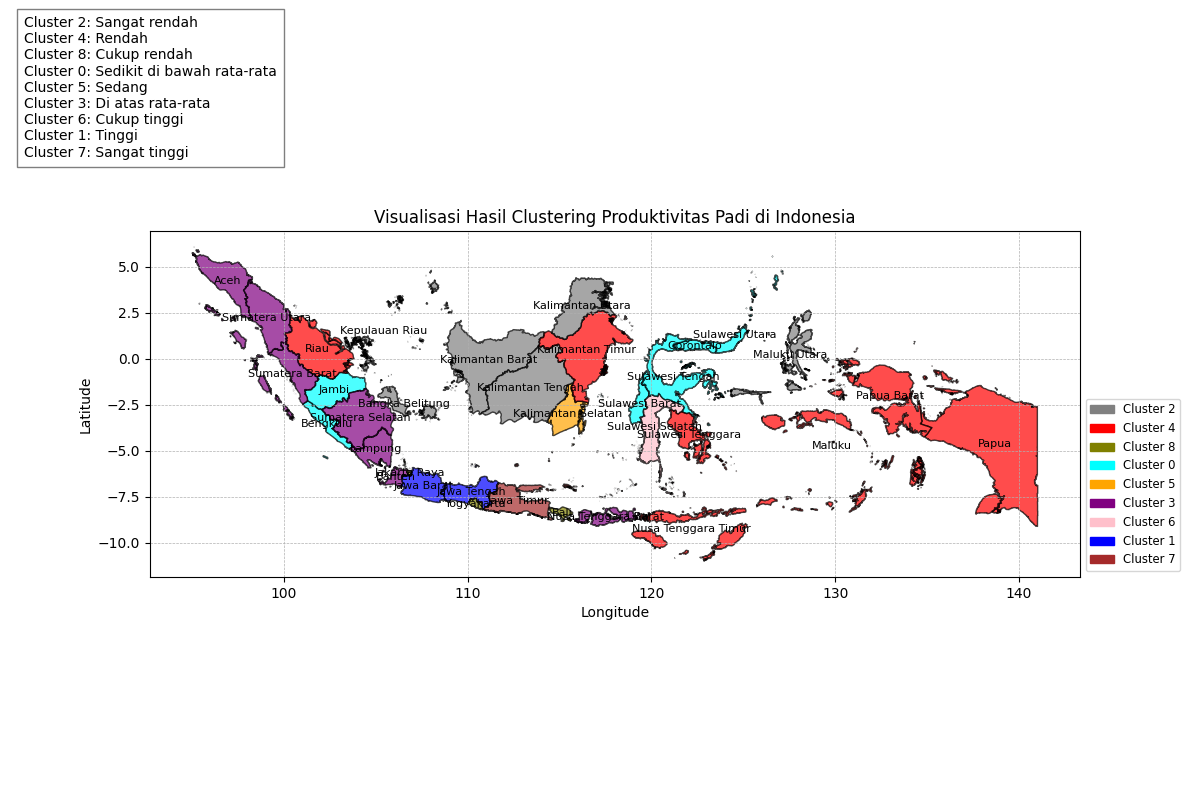 Cluster 2: Sangat rendah
Cluster 4: Rendah
Cluster 8: Cukup rendah
Cluster 0: Sedikit di bawah rata-rata
Cluster 5: Sedang
Cluster 3: Di atas rata-rata
Cluster 6: Cukup tinggi
Cluster 1: Tinggi
Cluster 7: Sangat tinggi
Visualisasi Hasil Clustering Produktivitas Padi di Indonesia
Latitude
5.0
2.5
0.0
−2.5
−5.0
−7.5
−10.0
Aceh
Sumatera Utara
Riau
Kepulauan Riau
Sumatera Barat
Jambi
Bangka Belitung
Sumatera Selatan
Bengkulu
Lampung
Jakarta Raya
Banten
Jawa Barat
Jawa Tengah
Yogyakarta
Jawa Timur
Bali
Nusa Tenggara Barat
Nusa Tenggara Timur
Kalimantan Utara
Kalimantan Timur
Kalimantan Barat
Kalimantan Tengah
Kalimantan Selatan
Sulawesi Utara
Gorontalo
Sulawesi Tengah
Sulawesi Barat
Sulawesi Selatan
Sulawesi Tenggara
Maluku Utara
Maluku
Papua Barat
Papua
100
110
120
130
140
Longitude
Cluster 2
Cluster 4
Cluster 8
Cluster 0
Cluster 5
Cluster 3
Cluster 6
Cluster 1
Cluster 7